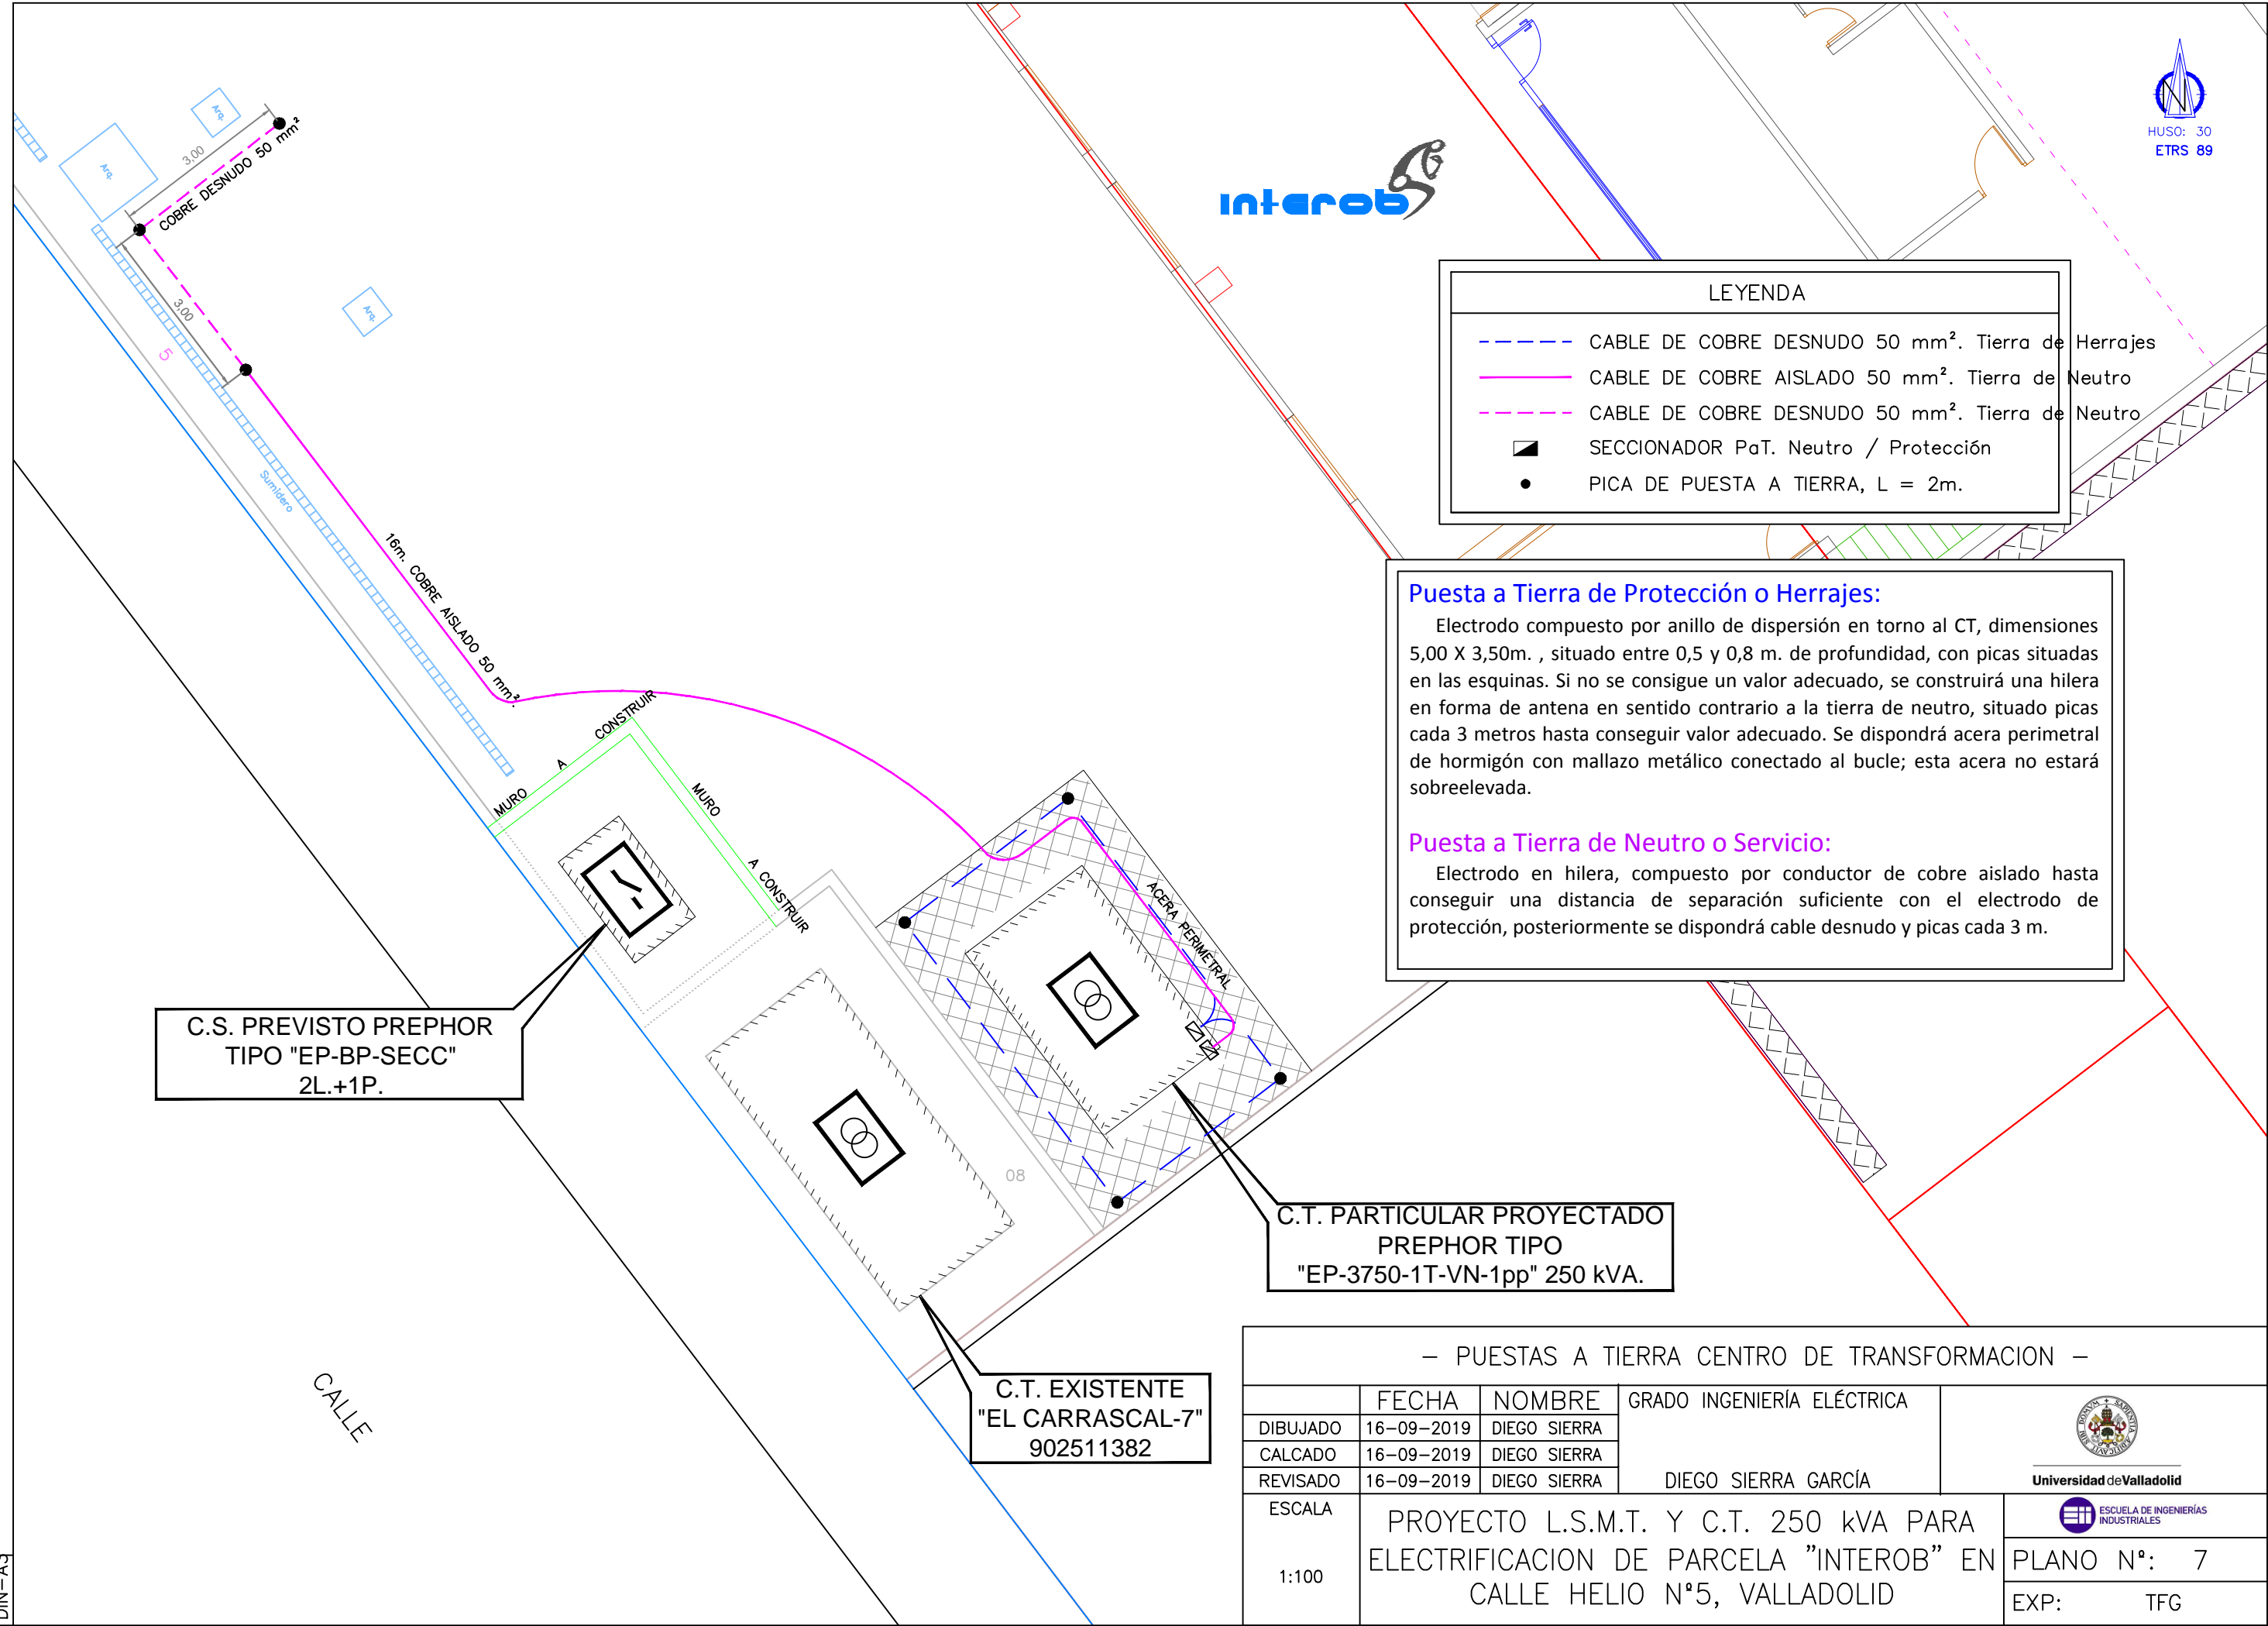 Arq.
Arq.
3,00
COBRE DESNUDO 50 mm²
3,00
Arq.
5
Sumidero
16m. COBRE AISLADO 50 mm².
interob
N
HUSO: 30
ETRS 89
LEYENDA
CABLE DE COBRE DESNUDO 50 mm². Tierra de Herrajes
CABLE DE COBRE AISLADO 50 mm². Tierra de Neutro
CABLE DE COBRE DESNUDO 50 mm². Tierra de Neutro
SECCIONADOR PaT. Neutro / Protección
PICA DE PUESTA A TIERRA, L = 2m.
Puesta a Tierra de Protección o Herrajes:
Electrodo compuesto por anillo de dispersión en torno al CT, dimensiones
5,00 X 3,50m. , situado entre 0,5 y 0,8 m. de profundidad, con picas situadas
en las esquinas. Si no se consigue un valor adecuado, se construirá una hilera
en forma de antena en sentido contrario a la tierra de neutro, situado picas
cada 3 metros hasta conseguir valor adecuado. Se dispondrá acera perimetral
de hormigón con mallazo metálico conectado al bucle; esta acera no estará
sobreelevada.
Puesta a Tierra de Neutro o Servicio:
Electrodo en hilera, compuesto por conductor de cobre aislado hasta
conseguir una distancia de separación suficiente con el electrodo de
protección, posteriormente se dispondrá cable desnudo y picas cada 3 m.
MURO A CONSTRUIR
MURO A CONSTRUIR
ACERA PERIMETRAL
C.S. PREVISTO PREPHOR
TIPO "EP-BP-SECC"
2L.+1P.
08
C.T. PARTICULAR PROYECTADO
PREPHOR TIPO
"EP-3750-1T-VN-1pp" 250 kVA.
C.T. EXISTENTE
"EL CARRASCAL-7"
902511382
CALLE
DIN-A3
- PUESTAS A TIERRA CENTRO DE TRANSFORMACION -
FECHA NOMBRE GRADO INGENIERÍA ELÉCTRICA
DIBUJADO 16-09-2019 DIEGO SIERRA
CALCADO 16-09-2019 DIEGO SIERRA
REVISADO 16-09-2019 DIEGO SIERRA DIEGO SIERRA GARCÍA
Universidad de Valladolid
ESCALA
1:100
PROYECTO L.S.M.T. Y C.T. 250 kVA PARA
ELECTRIFICACION DE PARCELA "INTEROB" EN
CALLE HELIO Nº5, VALLADOLID
ESCUELA DE INGENIERÍAS
INDUSTRIALES
PLANO Nº: 7
EXP: TFG